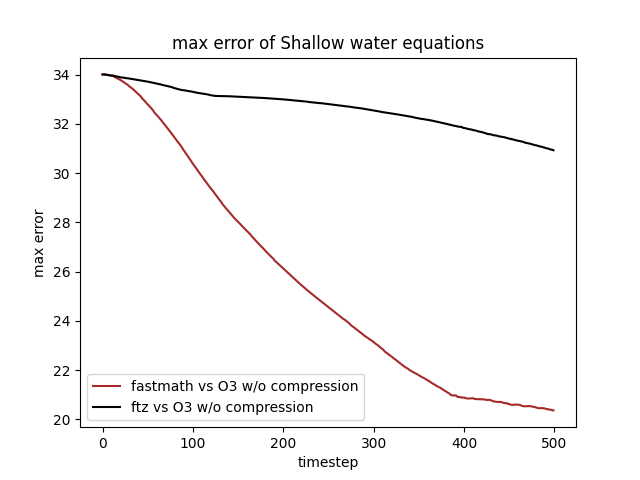 max error of Shallow water equations
max error
34
32
30
28
26
24
22
20
fastmath vs O3 w/o compression
ftz vs O3 w/o compression
0 100 200 300 400 500
timestep